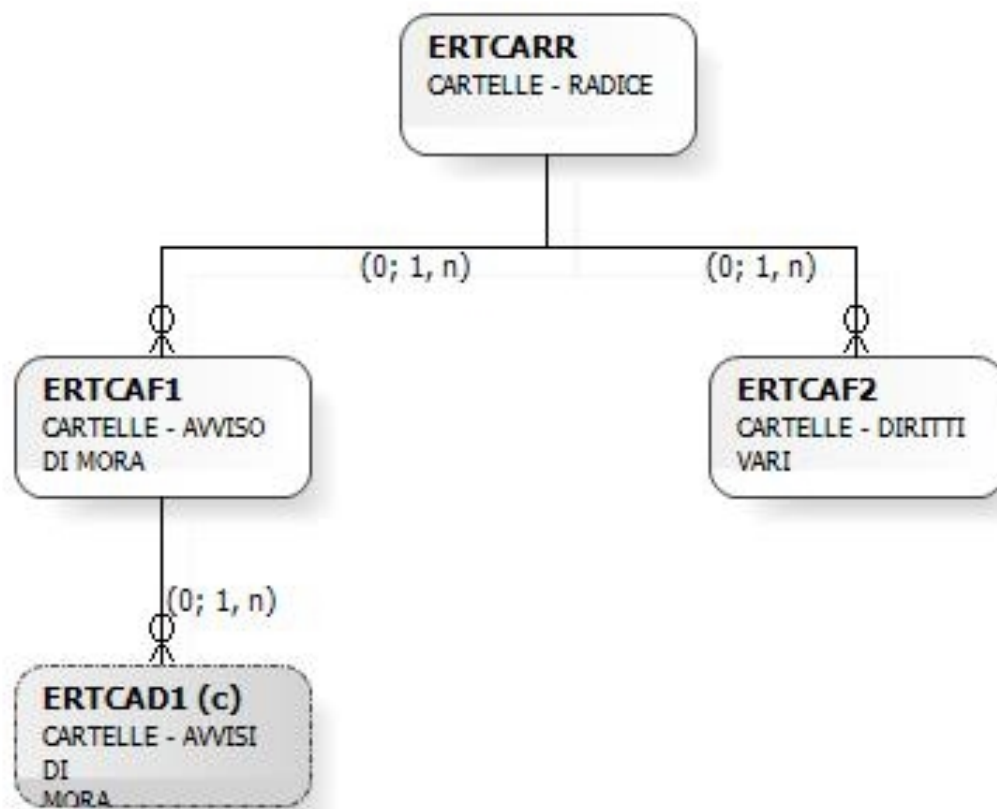 ERTCARR
CARTELLE - RADICE
(0; 1, n)
(0; 1, n)
ERTCAF1
CARTELLE - AVVISO
DI MORA
ERTCAF2
CARTELLE - DIRITTI
VARI
(0; 1, n)
ERTCAD1 (c)
CARTELLE - AVVISI
DI
MORA